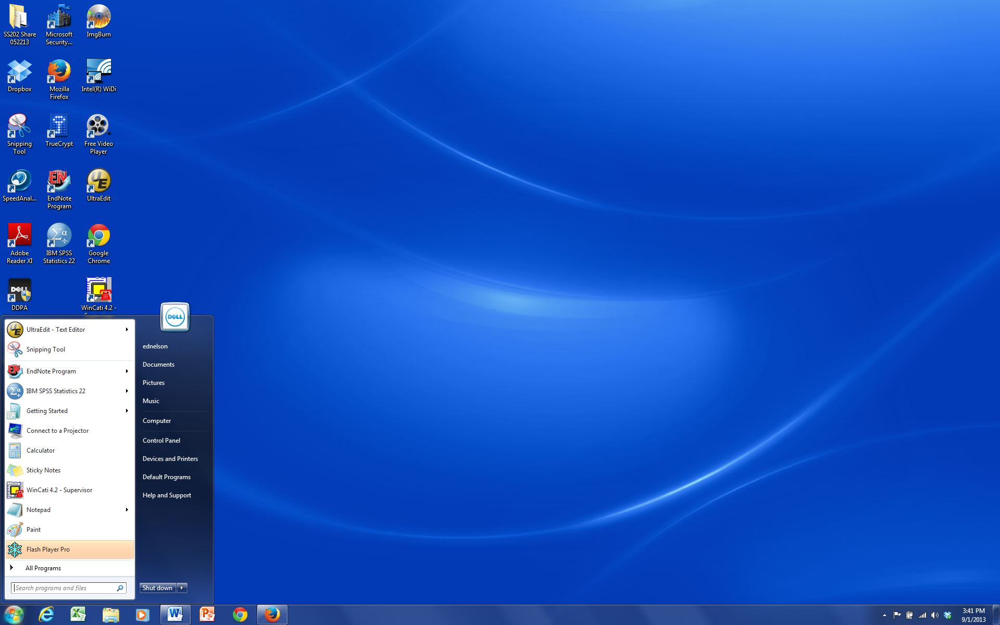 SS202 Share
052213
Microsoft
Security...
ImgBurn
Dropbox
Mozilla
Firefox
Intel(R) WiDi
Snipping
Tool
TrueCrypt
Free Video
Player
SpeedAnal...
EndNote
Program
UltraEdit
Adobe
Reader XI
IBM SPSS
Statistics 22
Google
Chrome
DELL
DDPA
WinCati 4.2 -
DELL
UltraEdit - Text Editor
Snipping Tool
EndNote Program
IBM SPSS Statistics 22
Getting Started
Connect to a Projector
Calculator
Sticky Notes
WinCati 4.2 - Supervisor
Notepad
Paint
Flash Player Pro
All Programs
Search programs and files
ednelson
Documents
Pictures
Music
Computer
Control Panel
Devices and Printers
Default Programs
Help and Support
Shut down
3:41 PM
9/1/2013